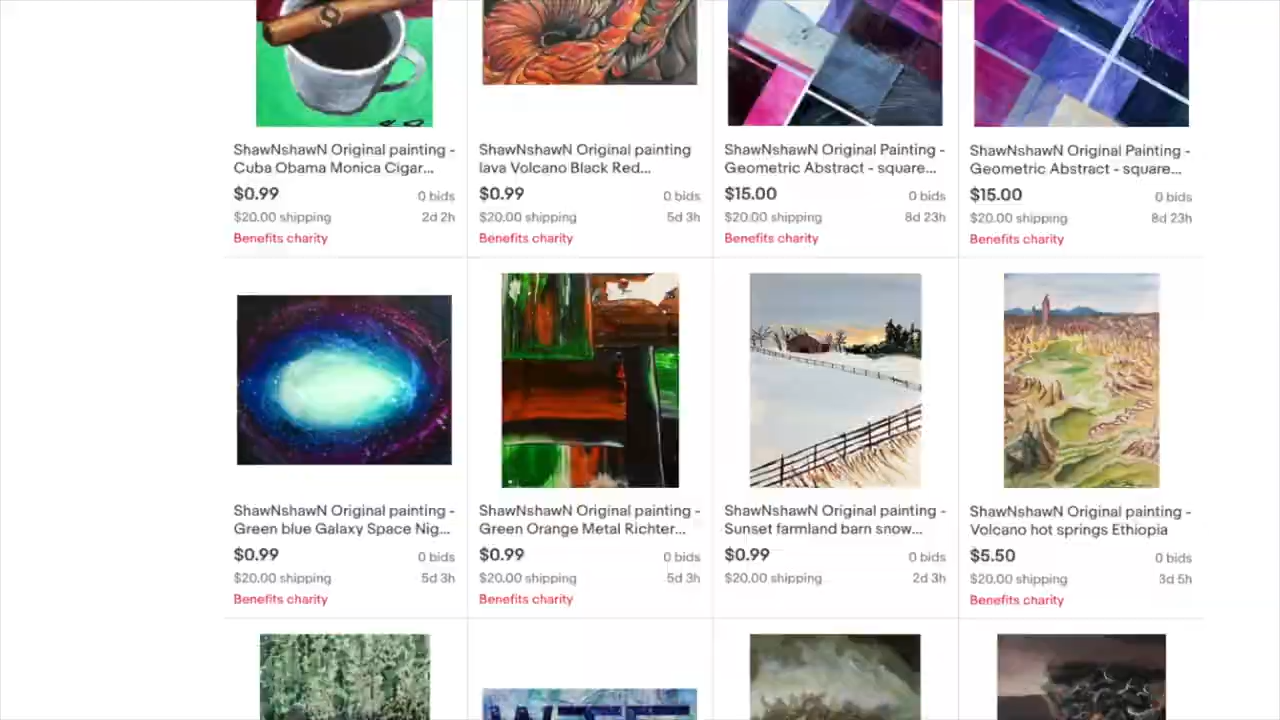 ShawNshawN Original painting -
Cuba Obama Monica Cigar...
$0.99
0 bids
$20.00 shipping
2d 2h
Benefits charity
ShawNshawN Original painting
lava Volcano Black Red...
$0.99
0 bids
$20.00 shipping
5d 3h
Benefits charity
ShawNshawN Original Painting -
Geometric Abstract - square...
$15.00
0 bids
$20.00 shipping
8d 23h
Benefits charity
ShawNshawN Original Painting -
Geometric Abstract - square...
$15.00
0 bids
$20.00 shipping
8d 23h
Benefits charity
ShawNshawN Original painting -
Green blue Galaxy Space Nig...
$0.99
0 bids
$20.00 shipping
5d 3h
Benefits charity
ShawNshawN Original painting -
Green Orange Metal Richter...
$0.99
0 bids
$20.00 shipping
5d 3h
Benefits charity
ShawNshawN Original painting -
Sunset farmland barn snow...
$0.99
0 bids
$20.00 shipping
2d 3h
ShawNshawN Original painting -
Volcano hot springs Ethiopia
$5.50
0 bids
$20.00 shipping
3d 5h
Benefits charity